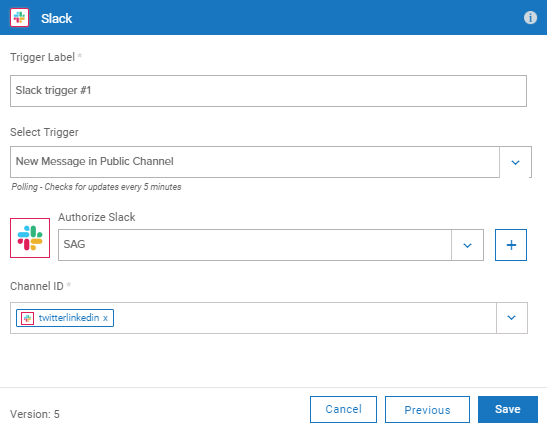 Slack
Trigger Label *
Slack trigger #1
Select Trigger
New Message in Public Channel
Polling - Checks for updates every 5 minutes
Authorize Slack
SAG
+
Channel ID *
twitterlinkedin x
Version: 5
Cancel
Previous
Save